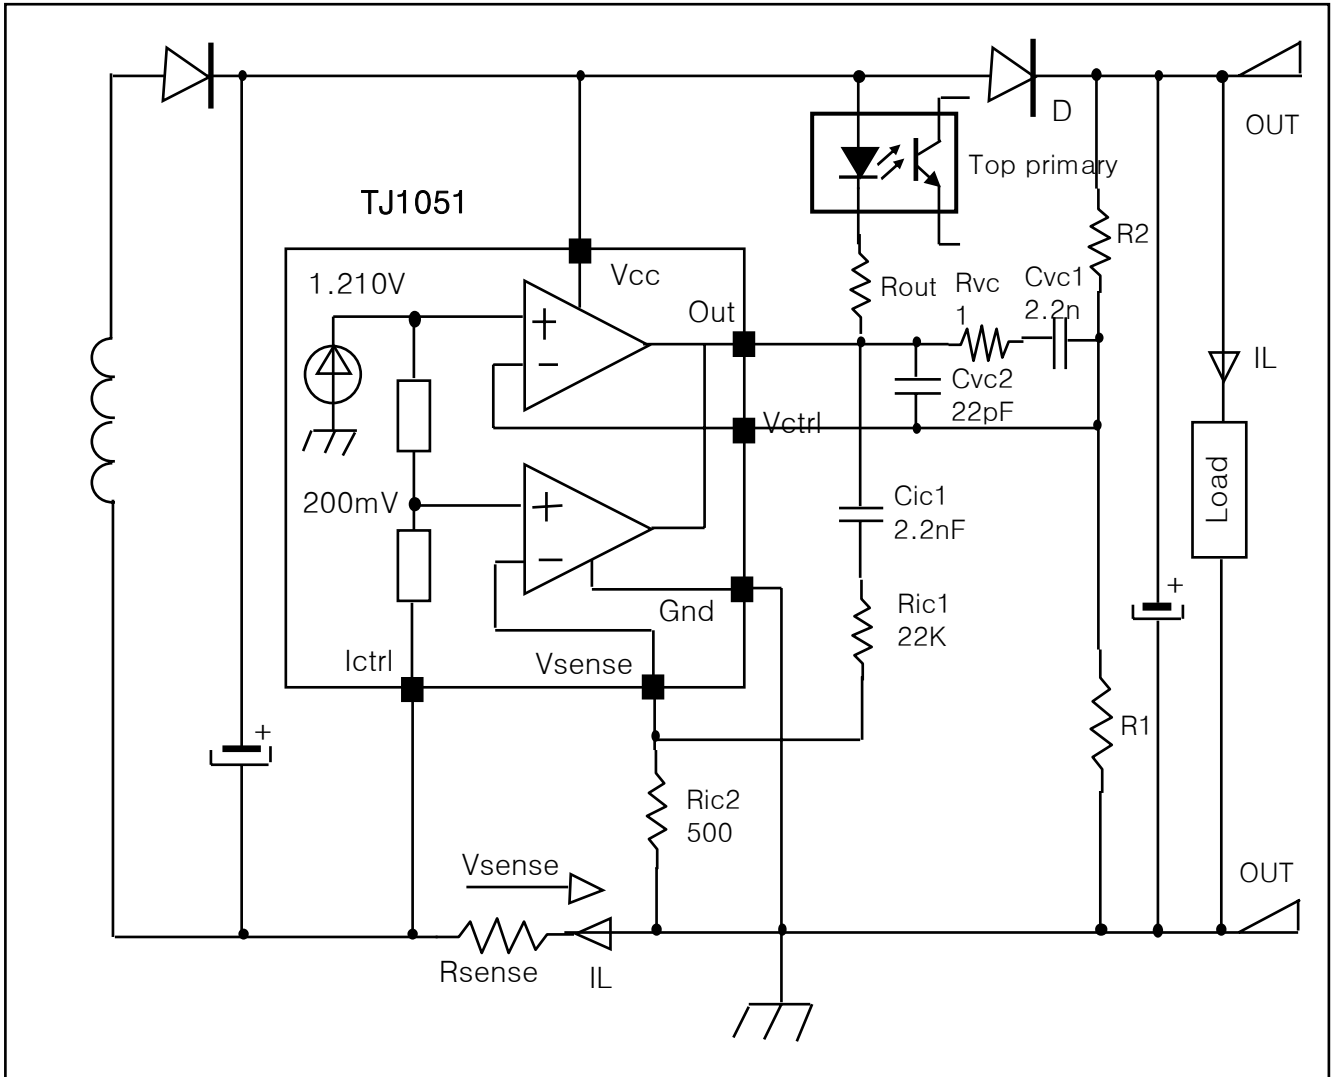 D
OUT
Top primary
TJ1051
R2
Vcc
1.210V
Rout
Rvc
1
Cvc1
2.2n
Out
+
−
IL
Cvc2
22pF
Vctrl
Load
200mV
+
−
Cic1
2.2nF
+
Gnd
Ric1
22K
Ictrl
Vsense
R1
+
Ric2
500
Vsense
OUT
Rsense
IL